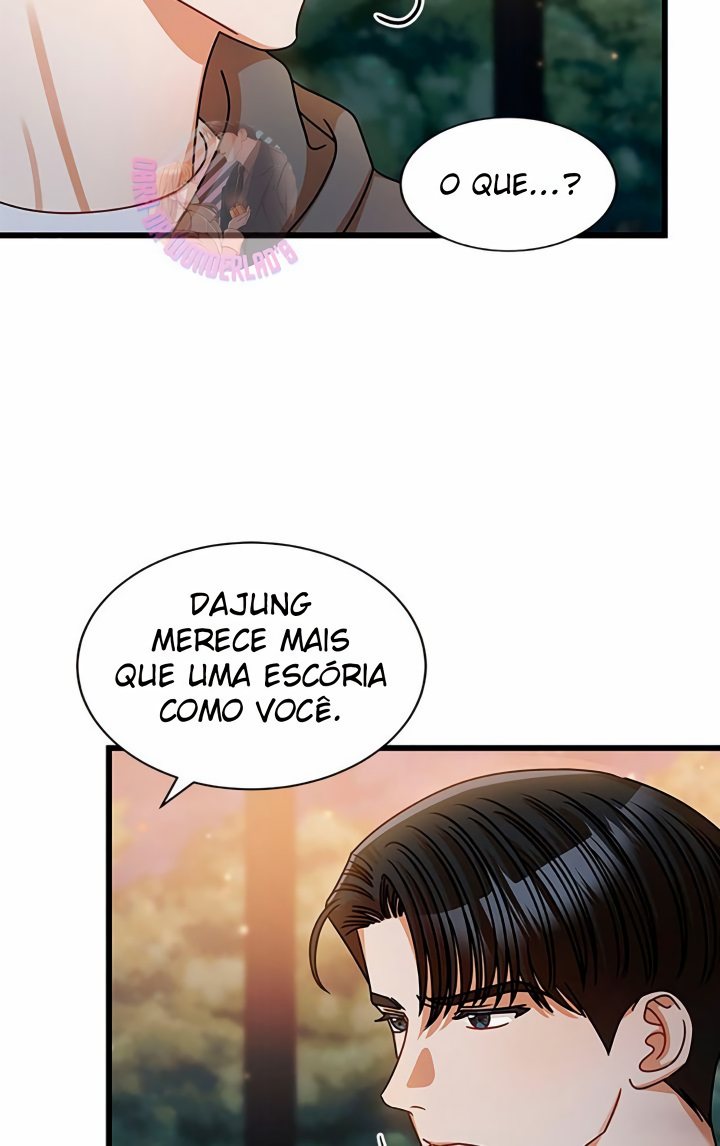 O QUE...?
DAJUNG
MERECE MAIS
QUE UMA ESCÓRIA
COMO VOCÊ.